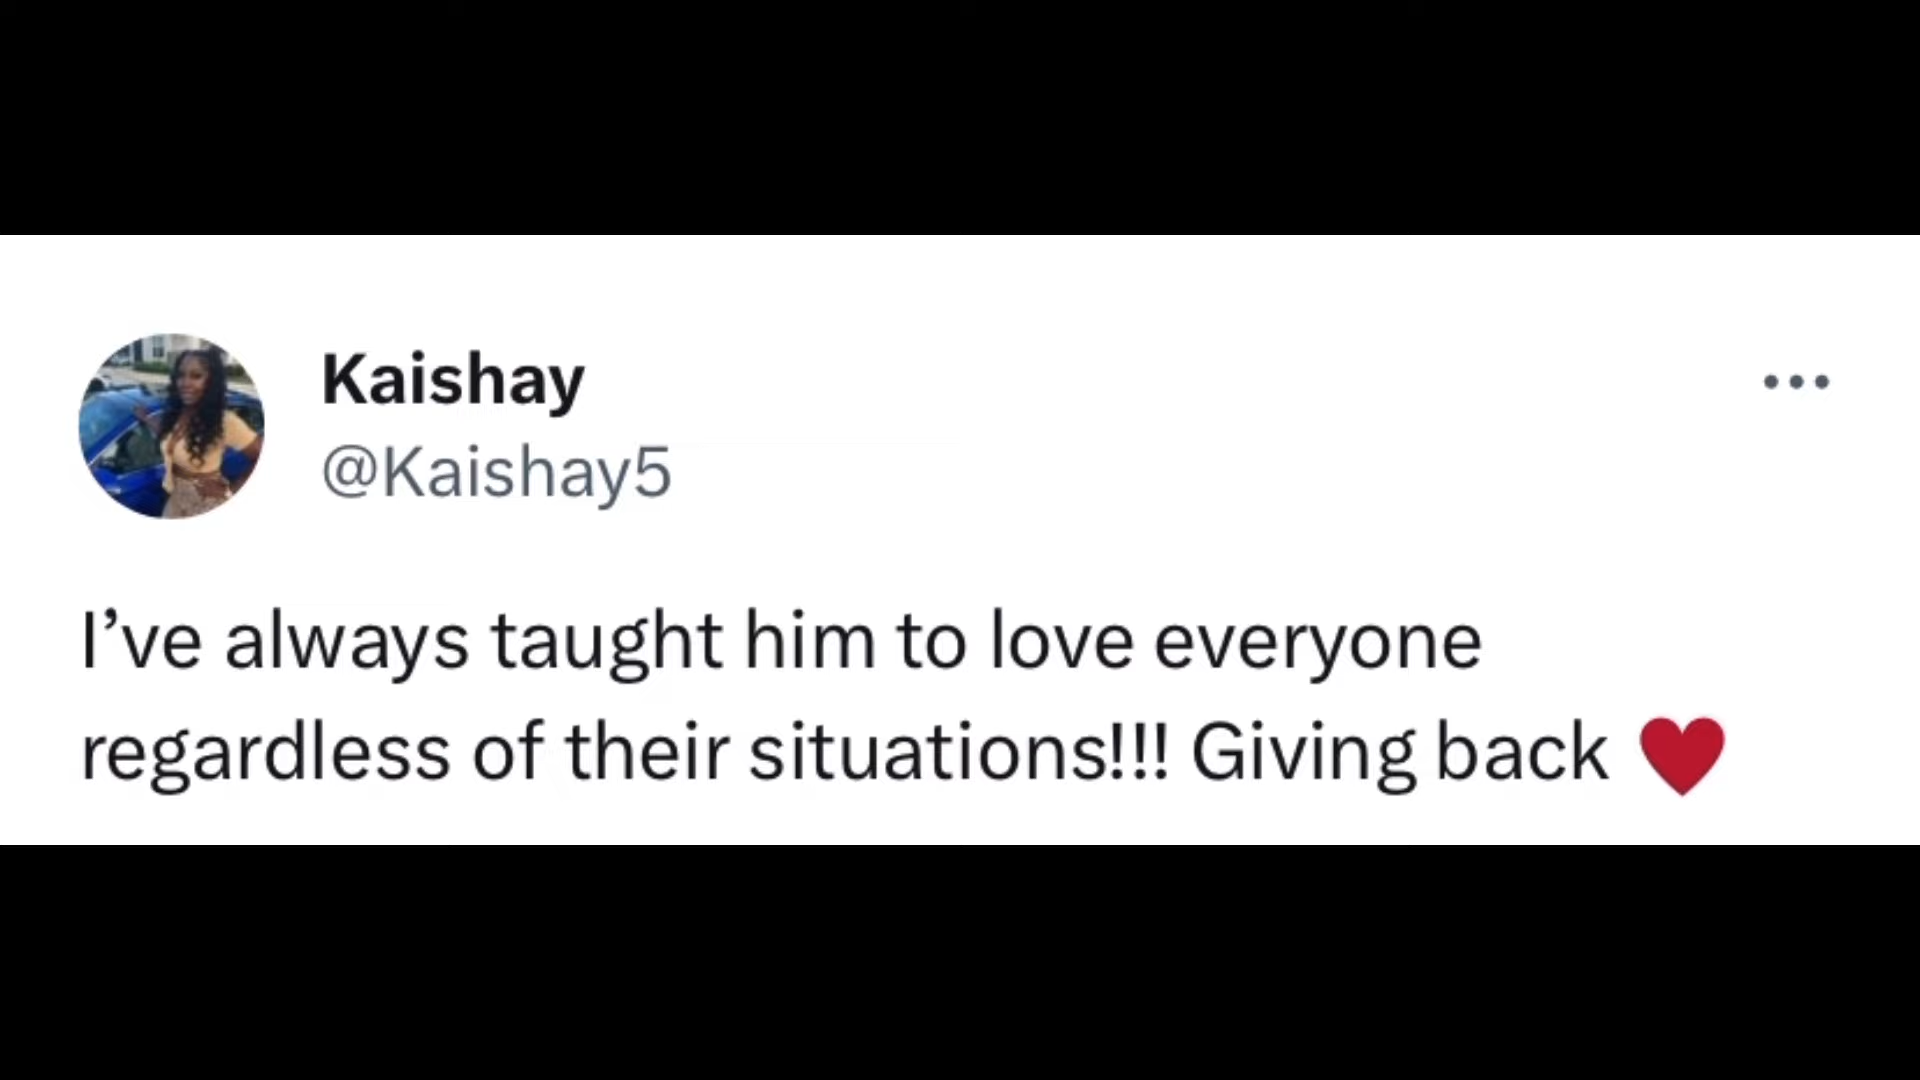 Kaishay
@Kaishay5
I’ve always taught him to love everyone
regardless of their situations!!! Giving back ❤️